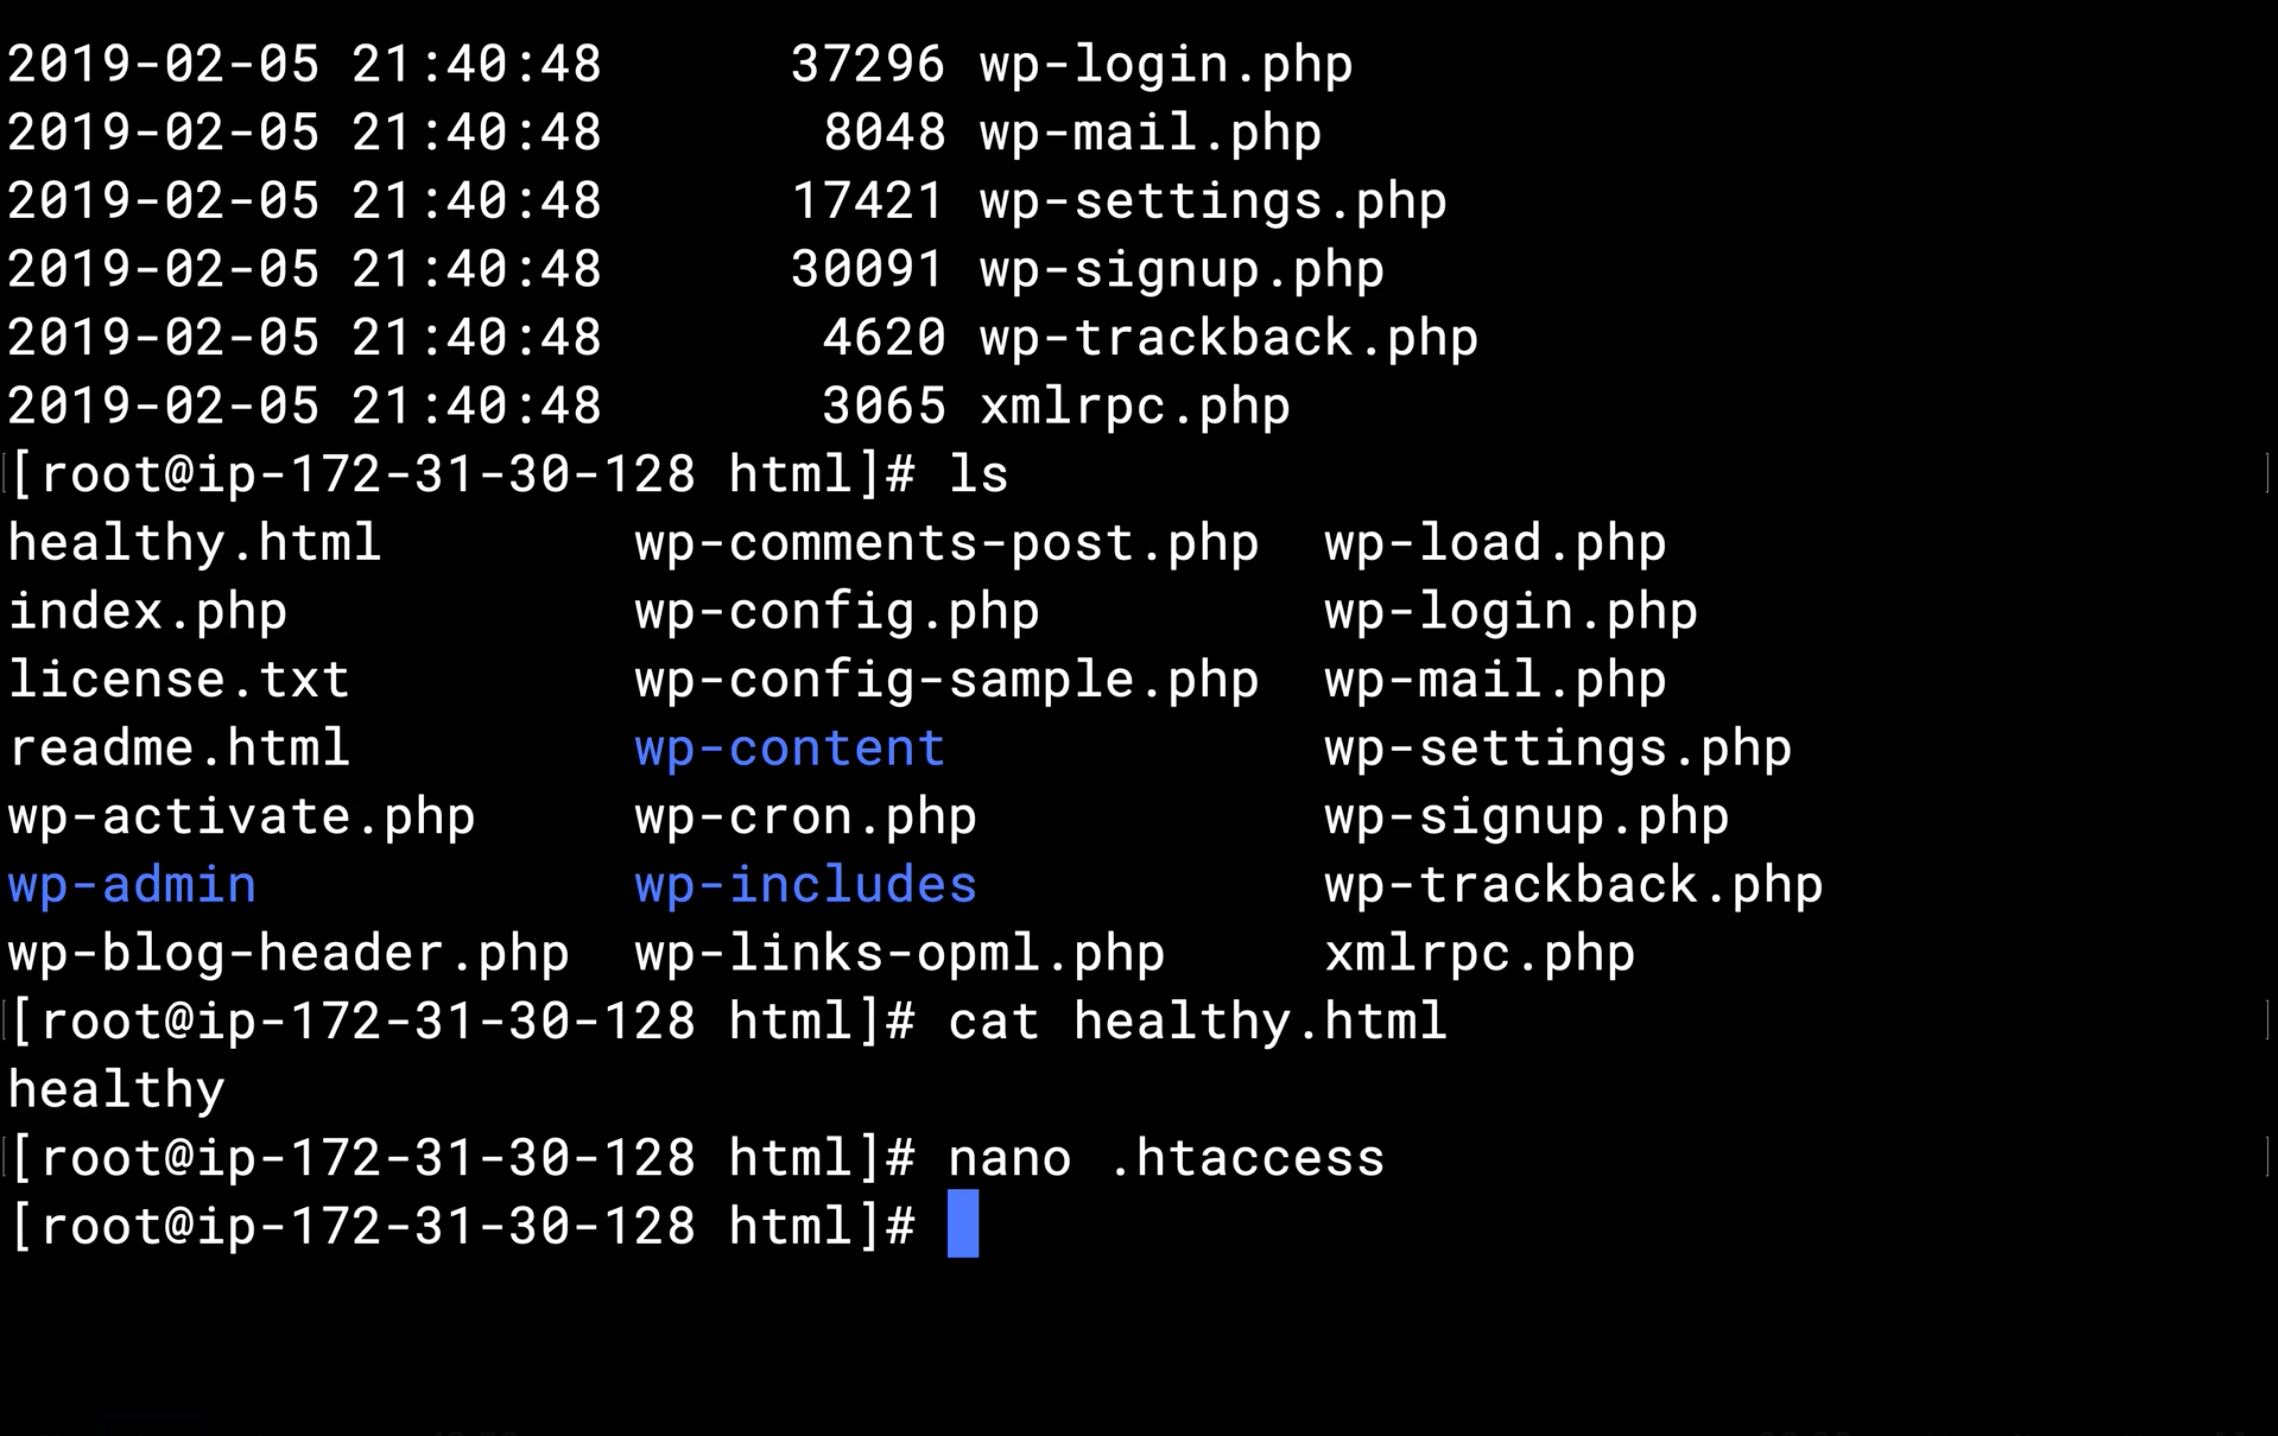 2019-02-05 21:40:48      37296 wp-login.php
2019-02-05 21:40:48       8048 wp-mail.php
2019-02-05 21:40:48      17421 wp-settings.php
2019-02-05 21:40:48      30091 wp-signup.php
2019-02-05 21:40:48       4620 wp-trackback.php
2019-02-05 21:40:48       3065 xmlrpc.php
[root@ip-172-31-30-128 html]# ls
healthy.html        wp-comments-post.php  wp-load.php
index.php           wp-config.php         wp-login.php
license.txt         wp-config-sample.php  wp-mail.php
readme.html         wp-content            wp-settings.php
wp-activate.php     wp-cron.php           wp-signup.php
wp-admin            wp-includes           wp-trackback.php
wp-blog-header.php  wp-links-opml.php     xmlrpc.php
[root@ip-172-31-30-128 html]# cat healthy.html
healthy
[root@ip-172-31-30-128 html]# nano .htaccess
[root@ip-172-31-30-128 html]#